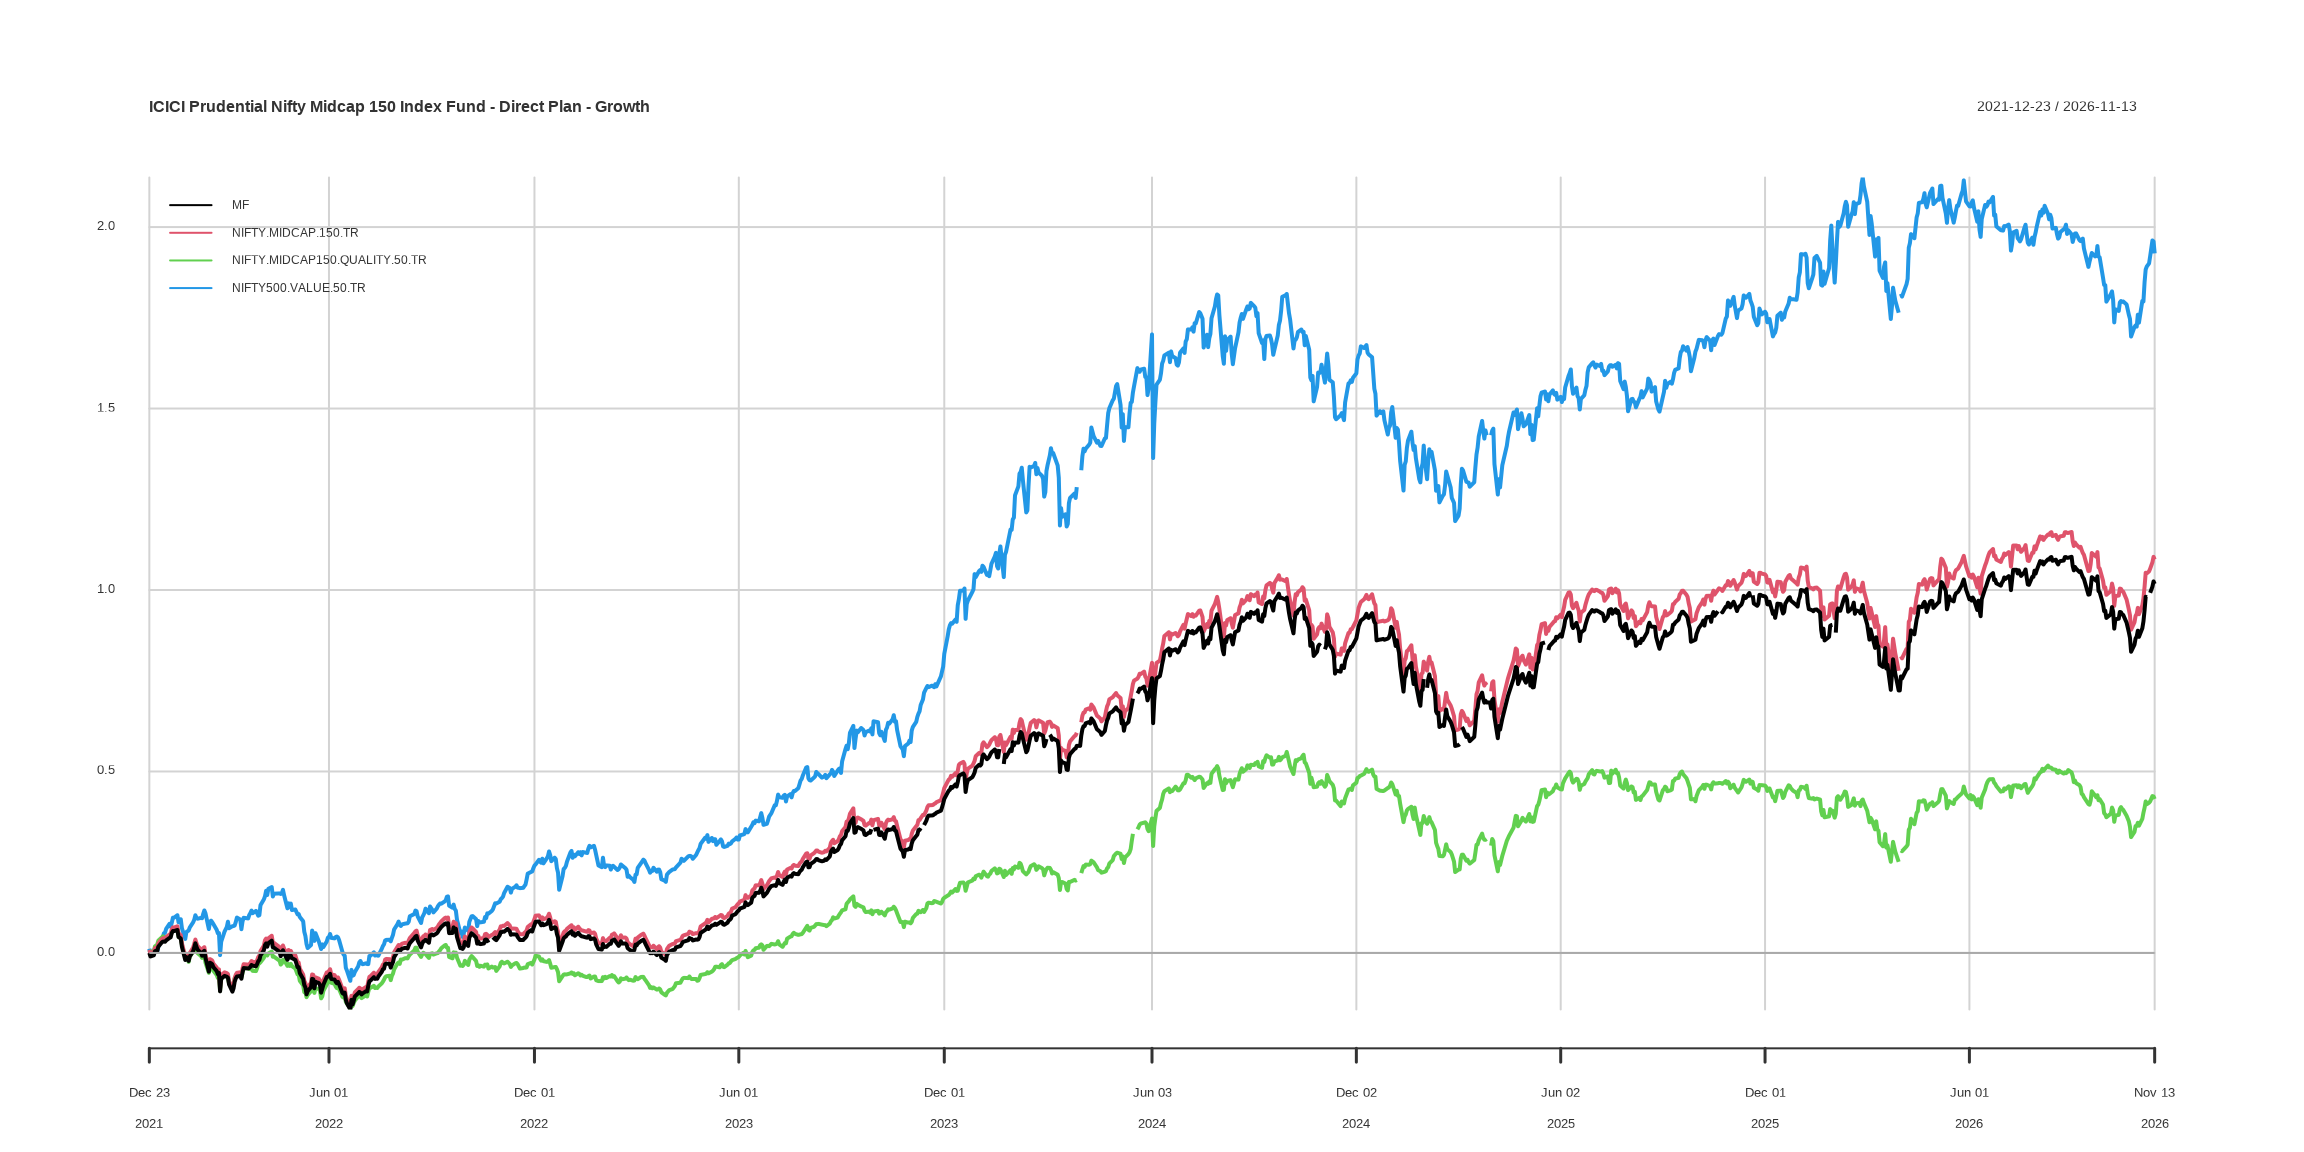 ICICI Prudential Nifty Midcap 150 Index Fund - Direct Plan - Growth
2021-12-23 / 2026-11-13
MF
NIFTY.MIDCAP.150.TR
NIFTY.MIDCAP150.QUALITY.50.TR
NIFTY500.VALUE.50.TR
2.0
1.5
1.0
0.5
0.0
Dec 23 Jun 01 Dec 01 Jun 01 Dec 01 Jun 03 Dec 02 Jun 02 Dec 01 Jun 01 Nov 13
2021 2022 2022 2023 2023 2024 2024 2025 2025 2026 2026